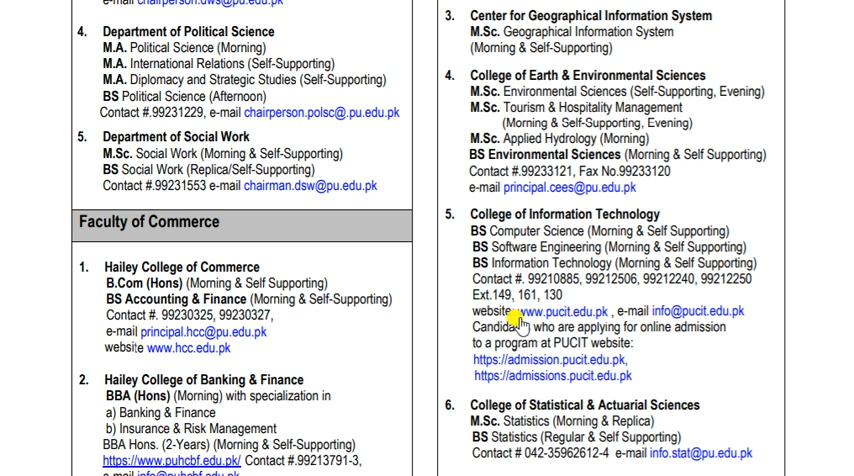 e-mail chairperson.dws@pu.edu.pk
4. Department of Political Science
M.A. Political Science (Morning)
M.A. International Relations (Self-Supporting)
M.A. Diplomacy and Strategic Studies (Self-Supporting)
BS Political Science (Afternoon)
Contact #.99231229, e-mail chairperson.polsc@.pu.edu.pk
5. Department of Social Work
M.Sc. Social Work (Morning & Self-Supporting)
BS Social Work (Replica/Self-Supporting)
Contact #.99231553 e-mail chairman.dsw@pu.edu.pk
Faculty of Commerce
1. Hailey College of Commerce
B.Com (Hons) (Morning & Self Supporting)
BS Accounting & Finance (Morning & Self-Supporting)
Contact #. 99230325, 99230327,
e-mail principal.hcc@pu.edu.pk
website www.hcc.edu.pk
2. Hailey College of Banking & Finance
BBA (Hons) (Morning) with specialization in
a) Banking & Finance
b) Insurance & Risk Management
BBA Hons. (2-Years) (Morning & Self-Supporting)
https://www.puhcbf.edu.pk/ Contact #.99213791-3,
e-mail info@puhcbf.edu.pk
3. Center for Geographical Information System
M.Sc. Geographical Information System
(Morning & Self-Supporting)
4. College of Earth & Environmental Sciences
M.Sc. Environmental Sciences (Self-Supporting, Evening)
M.Sc. Tourism & Hospitality Management
(Morning & Self-Supporting, Evening)
M.Sc. Applied Hydrology (Morning)
BS Environmental Sciences (Morning & Self Supporting)
Contact #.99233121, Fax No.99233120
e-mail principal.cees@pu.edu.pk
5. College of Information Technology
BS Computer Science (Morning & Self Supporting)
BS Software Engineering (Morning & Self Supporting)
BS Information Technology (Morning & Self Supporting)
Contact #. 99210885, 99212506, 99212240, 99212250
Ext.149, 161, 130
website www.pucit.edu.pk , e-mail info@pucit.edu.pk
Candidates who are applying for online admission
to a program at PUCIT website:
https://admission.pucit.edu.pk,
https://admissions.pucit.edu.pk
6. College of Statistical & Actuarial Sciences
M.Sc. Statistics (Morning & Replica)
BS Statistics (Regular & Self Supporting)
Contact # 042-35962612-4 e-mail info.stat@pu.edu.pk